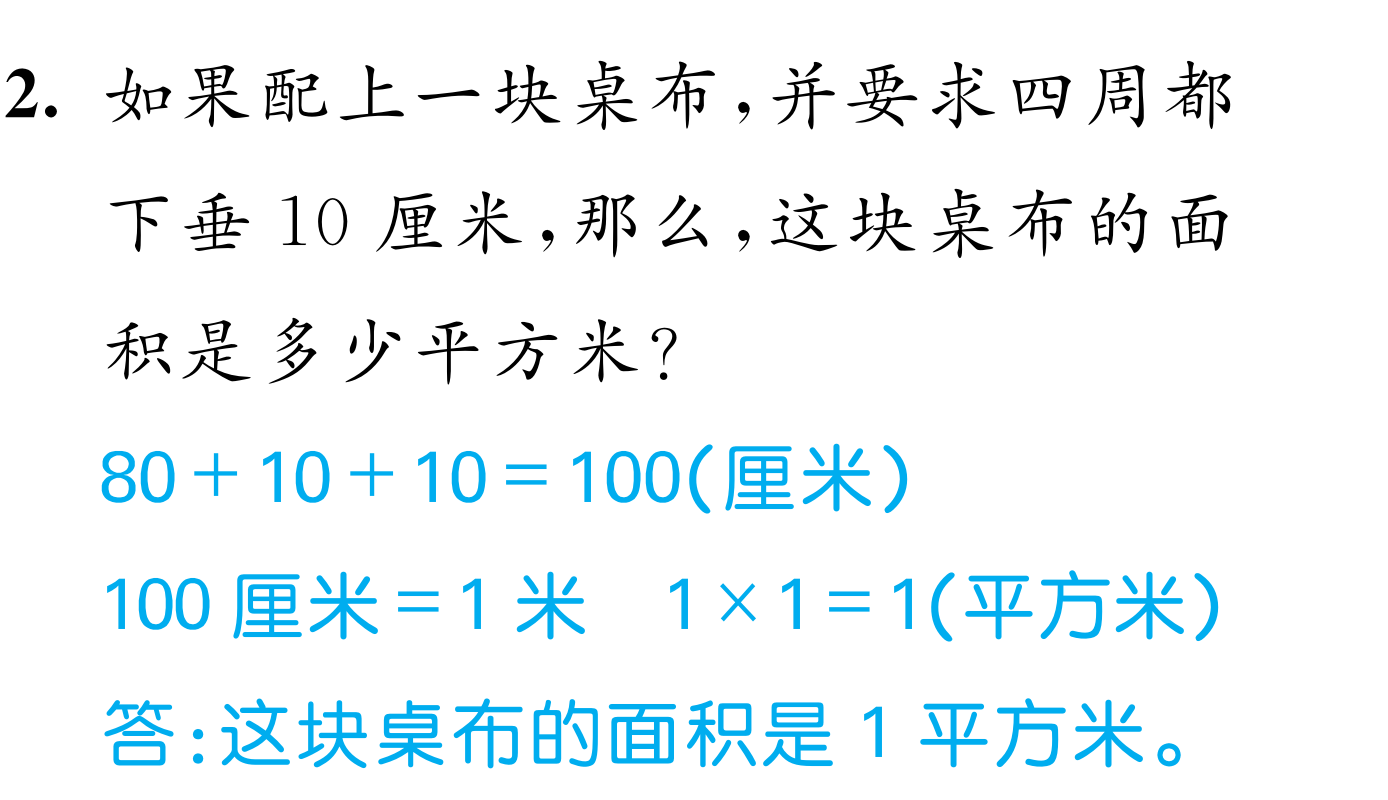 2. 如果配上一块桌布,并要求四周都
下垂 10 厘米,那么,这块桌布的面
积是多少平方米?
80+10+10=100(厘米)
100 厘米=1 米 1×1=1(平方米)
答:这块桌布的面积是 1 平方米。